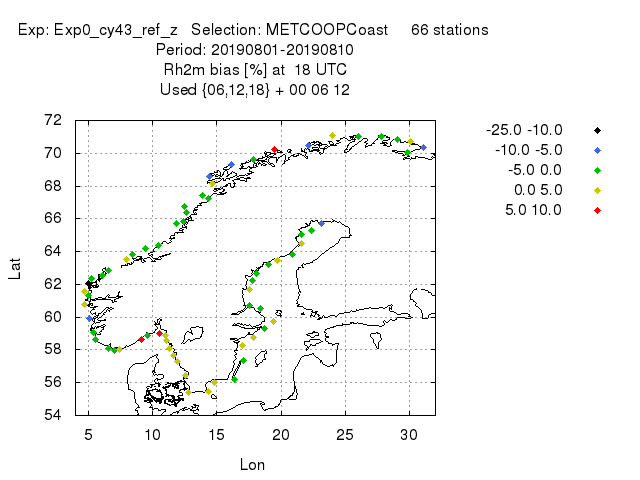 Exp: Exp0_cy43_ref_z Selection: METCOOPCoast 66 stations
Period: 20190801-20190810
Rh2m bias [%] at 18 UTC
Used {06,12,18} + 00 06 12
72
70
68
66
64
62
60
58
56
54
Lat
5 10 15 20 25 30
Lon
-25.0 -10.0
-10.0 -5.0
-5.0 0.0
0.0 5.0
5.0 10.0